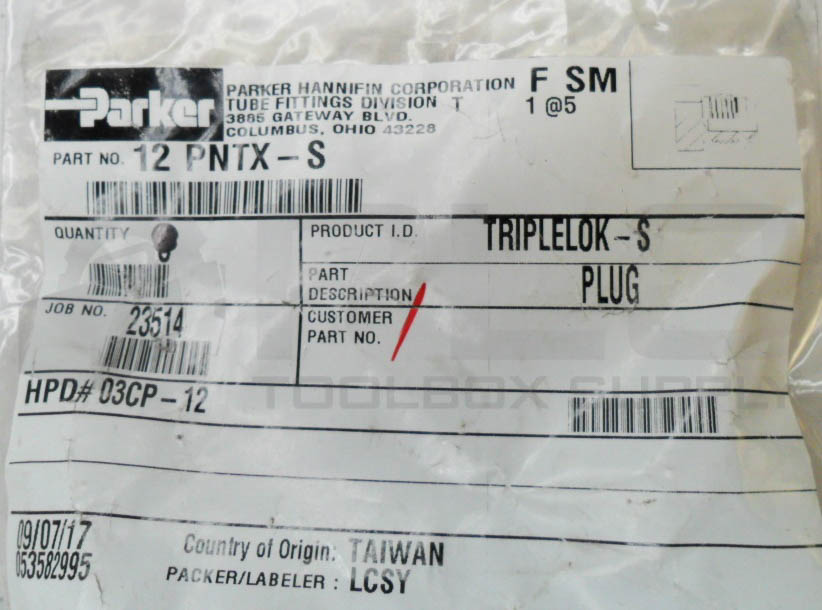 Parker
PARKER HANNIFIN CORPORATION
TUBE FITTINGS DIVISION T
3885 GATEWAY BLVD.
COLUMBUS, OHIO 43228
F SM
1 @5
PART NO. 12 PNTX-S
QUANTITY
PRODUCT I.D. TRIPLELOK-S
PART
DESCRIPTION PLUG
JOB NO. 23514
CUSTOMER
PART NO.
HPD# 03CP-12
TOOLBOX SUPPLY
09/07/17
053582995
Country of Origin: TAIWAN
PACKER/LABELER : LCSY